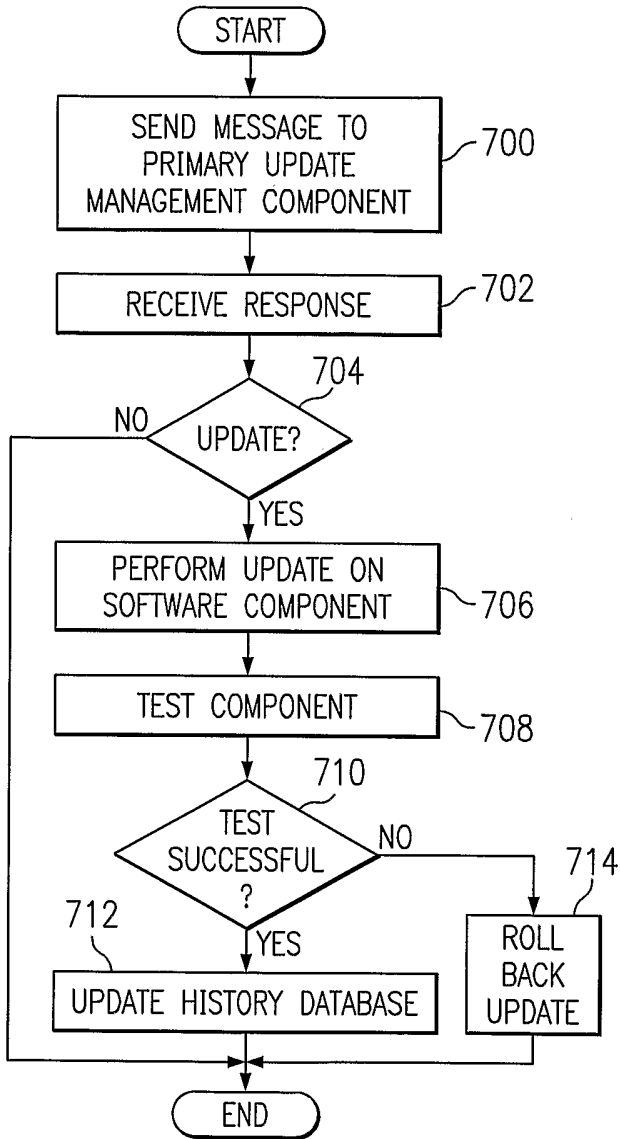 START
SEND MESSAGE TO
PRIMARY UPDATE
MANAGEMENT COMPONENT
700
RECEIVE RESPONSE
702
704
NO
UPDATE?
YES
PERFORM UPDATE ON
SOFTWARE COMPONENT
706
TEST COMPONENT
708
710
TEST
SUCCESSFUL
?
NO
714
712
YES
ROLL
BACK
UPDATE
UPDATE HISTORY DATABASE
END